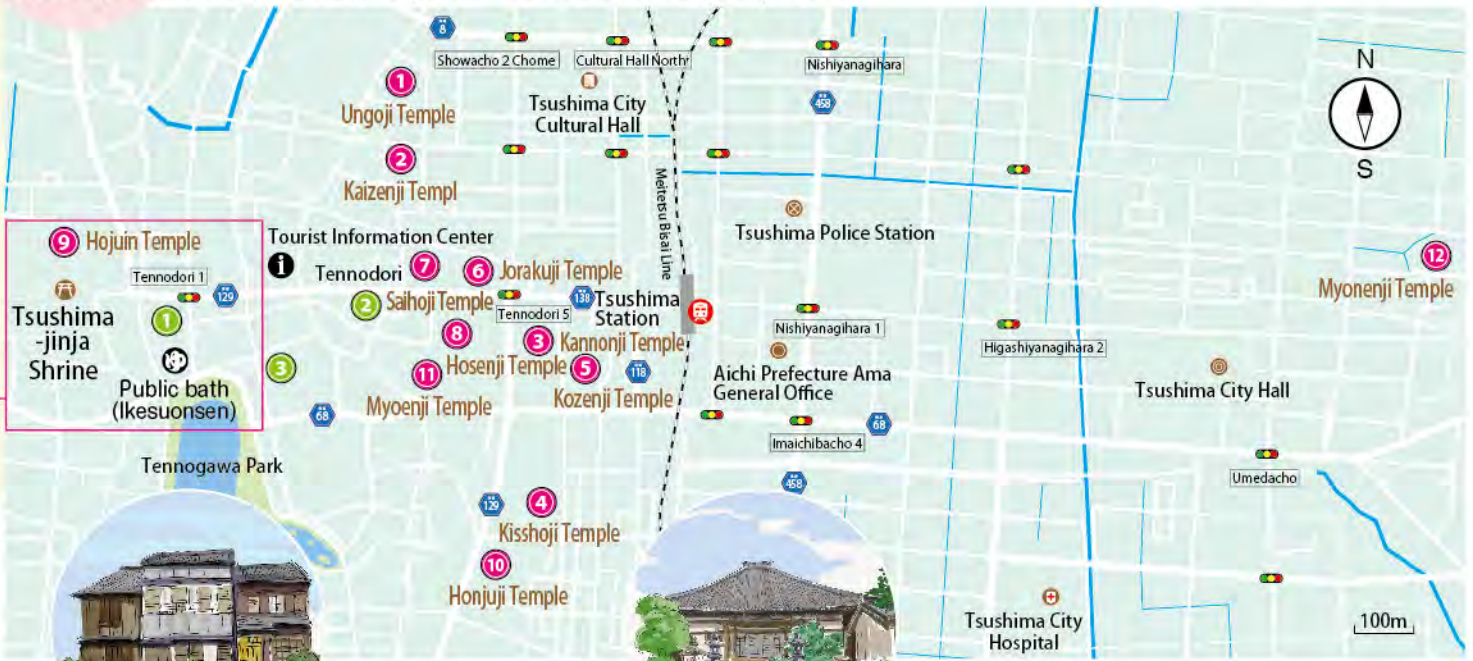 8
Showacho 2 Chome
Cultural Hall North
Nishiyanagihara
N
S
1
Ungoji Temple
Tsushima City
Cultural Hall
458
2
Kaizenji Templ
Meitetsu Bisai Line
Tsushima Police Station
9
Hojuin Temple
Tourist Information Center
i
Tennodori
7
6
Jorakuji Temple
12
Myonenji Temple
Tennodori 1
129
2
Saihoji Temple
Tennodori 5
138
Tsushima
Station
Tsushima
-jinja
Shrine
1
8
3
Kannonji Temple
Nishiyanagihara 1
Higashiyanagihara 2
Public bath
(Ikesuonsen)
3
11
Hosenji Temple
5
118
Myoenji Temple
Kozenji Temple
Aichi Prefecture Ama
General Office
Tsushima City Hall
68
Imaichibacho 4
68
Tennogawa Park
Umedacho
458
129
4
Kisshoji Temple
10
Honjuji Temple
Tsushima City
Hospital
100m